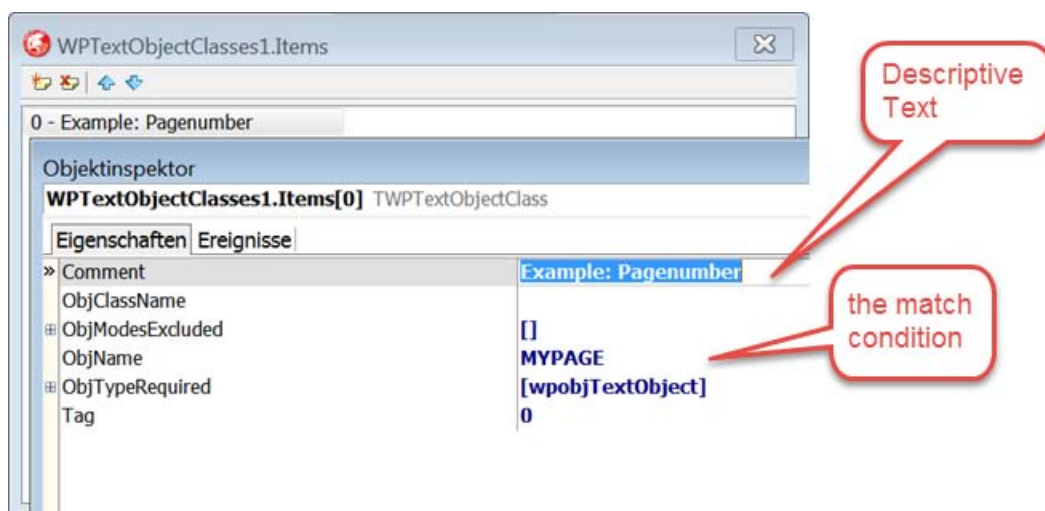 WPTextObjectClasses1.Items
0 - Example: Pagenumber
Objektinspektor
WPTextObjectClasses1.Items[0] TWPTextObjectClass
Eigenschaften Ereignisse
» Comment Example: Pagenumber
ObjClassName
ObjModesExcluded []
ObjName MYPAGE
ObjTypeRequired [wpobjTextObject]
Tag 0
Descriptive
Text
the match
condition